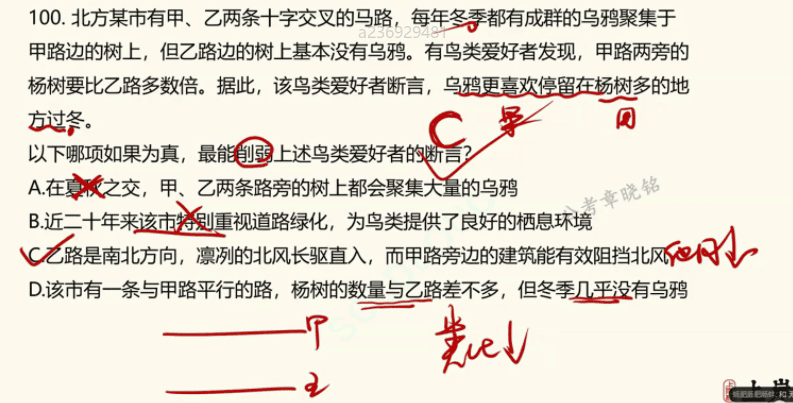 100. 北方某市有甲、乙两条十字交叉的马路，每年冬季都有成群的乌鸦聚集于
a236929481
甲路边的树上，但乙路边的树上基本没有乌鸦。有鸟类爱好者发现，甲路两旁的
杨树要比乙路多数倍。据此，该鸟类爱好者断言，乌鸦更喜欢停留在杨树多的地
方过冬。
C 果 因
以下哪项如果为真，最能削弱上述鸟类爱好者的断言？
A.在夏秋之交，甲、乙两条路旁的树上都会聚集大量的乌鸦
B.近二十年来该市特别重视道路绿化，为鸟类提供了良好的栖息环境
考章晓铭
C.乙路是南北方向，凛冽的北风长驱直入，而甲路旁边的建筑能有效阻挡北风
他因
D.该市有一条与甲路平行的路，杨树的数量与乙路差不多，但冬季几乎没有乌鸦
甲
类比
乙